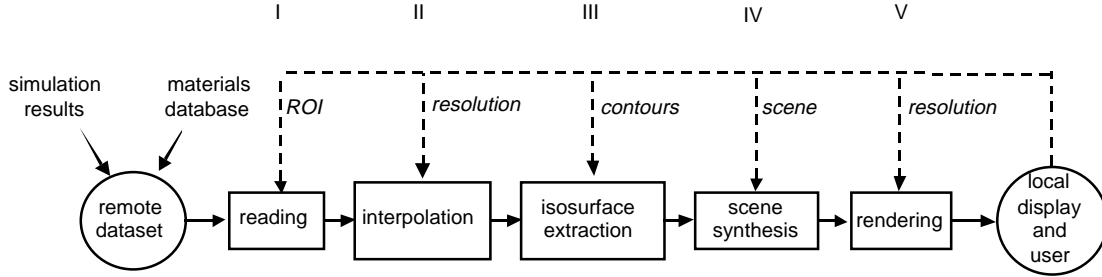 I II III IV V
simulation
results
materials
database
ROI
resolution
contours
scene
resolution
remote
dataset
reading
interpolation
isosurface
extraction
scene
synthesis
rendering
local
display
and
user